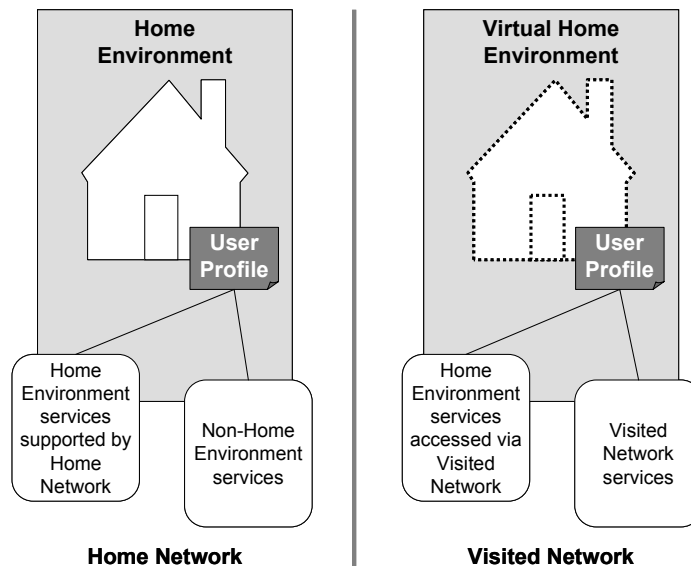 Home
Environment
User
Profile
Home
Environment
services
supported by
Home
Network
Non-Home
Environment
services
Home Network
Virtual Home
Environment
User
Profile
Home
Environment
services
accessed via
Visited
Network
Visited
Network
services
Visited Network